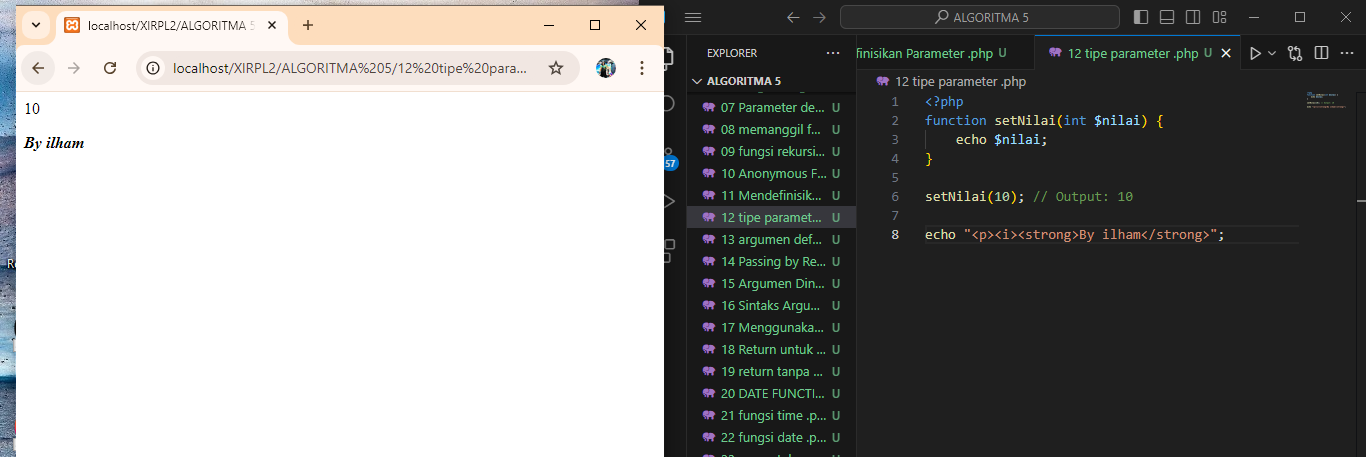 localhost/XIRPL2/ALGORITMA 5
localhost/XIRPL2/ALGORITMA%205/12%20tipe%20para...
10
By ilham
ALGORITMA 5
EXPLORER
ALGORITMA 5
07 Parameter de... U
08 memanggil f... U
09 fungsi rekursi... U
10 Anonymous F... U
11 Mendefinisik... U
12 tipe paramet... U
13 argumen def... U
14 Passing by Re... U
15 Argumen Din... U
16 Sintaks Argu... U
17 Menggunaka... U
18 Return untuk ... U
19 return tanpa ... U
20 DATE FUNCTI... U
21 fungsi time .p... U
22 fungsi date .p... U
57
finisikan Parameter .php U
12 tipe parameter .php U
12 tipe parameter .php
1 <?php
2 function setNilai(int $nilai) {
3 echo $nilai;
4 }
5
6 setNilai(10); // Output: 10
7
8 echo "<p><i><strong>By ilham</strong>";